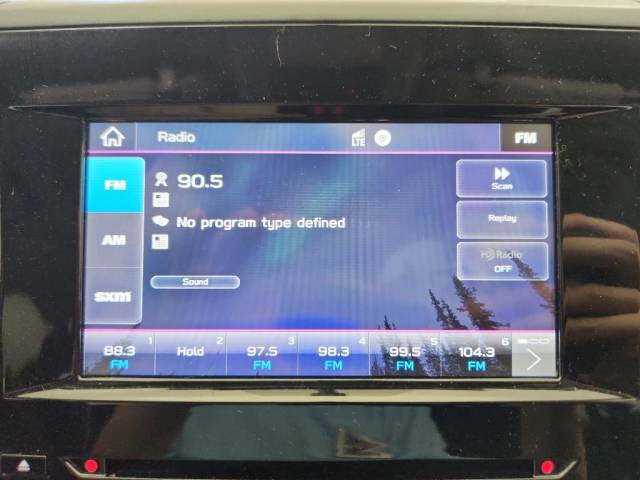 Radio
LTE
FM
FM
90.5
Scan
AM
No program type defined
Replay
HD Radio
OFF
sxm
Sound
1 2 3 4 5 6
88.3 Hold 97.5 98.3 99.5 104.3
FM FM FM FM FM